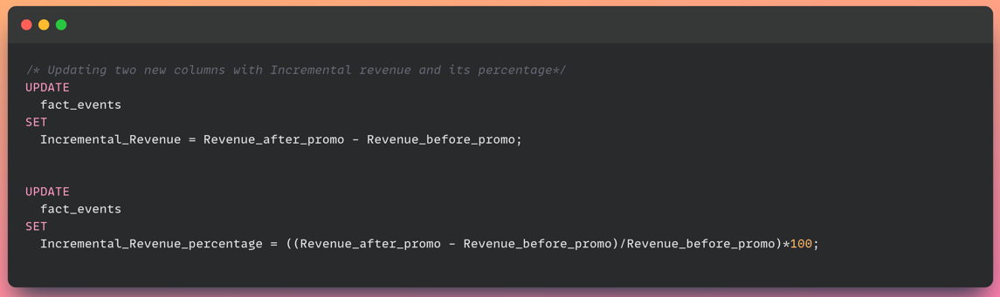 /* Updating two new columns with Incremental revenue and its percentage*/
UPDATE
  fact_events
SET
  Incremental_Revenue = Revenue_after_promo - Revenue_before_promo;
UPDATE
  fact_events
SET
  Incremental_Revenue_percentage = ((Revenue_after_promo - Revenue_before_promo)/Revenue_before_promo)*100;